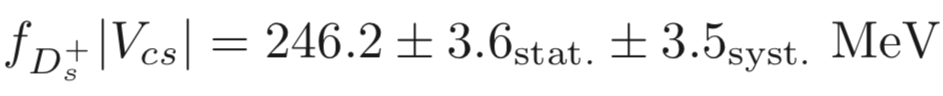 f_{D_s^+}|V_{cs}| = 246.2 ± 3.6_{stat.} ± 3.5_{syst.} MeV